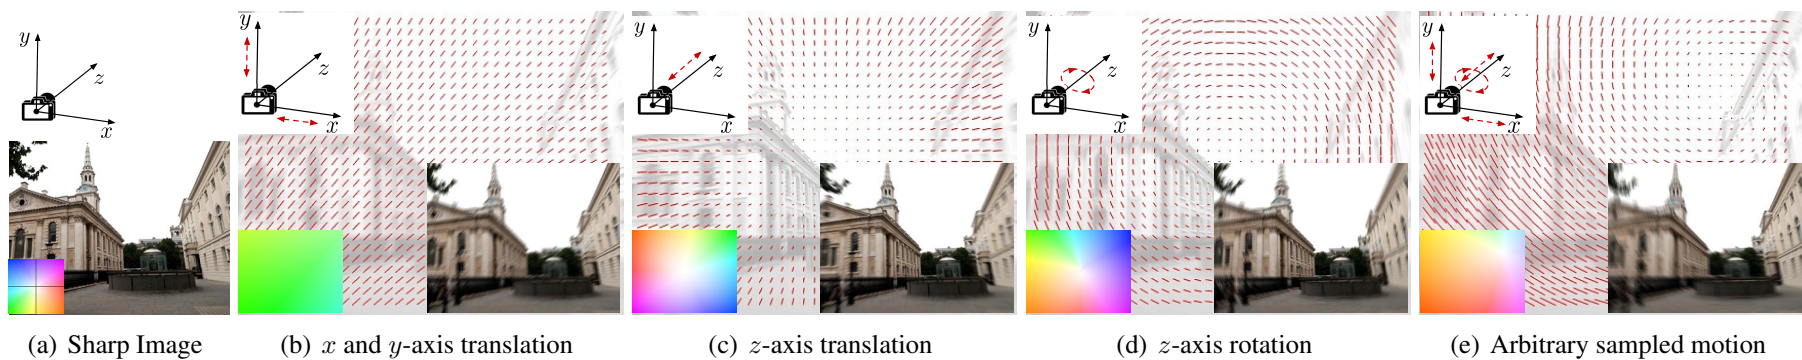 y
z
x
y
z
x
y
z
x
y
z
x
y
z
x
(a) Sharp Image
(b) x and y-axis translation
(c) z-axis translation
(d) z-axis rotation
(e) Arbitrary sampled motion